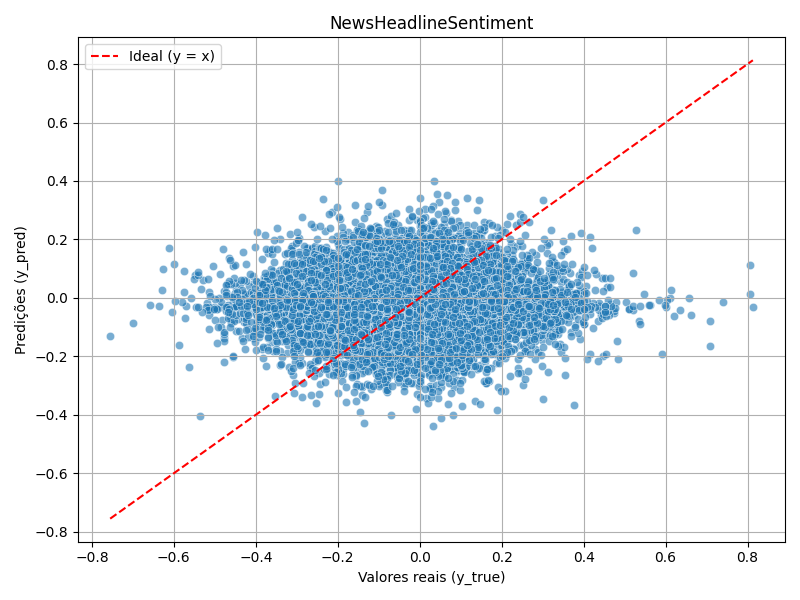 NewsHeadlineSentiment
Ideal (y = x)
0.8
0.6
0.4
0.2
0.0
−0.2
−0.4
−0.6
−0.8
Predições (y_pred)
−0.8 −0.6 −0.4 −0.2 0.0 0.2 0.4 0.6 0.8
Valores reais (y_true)